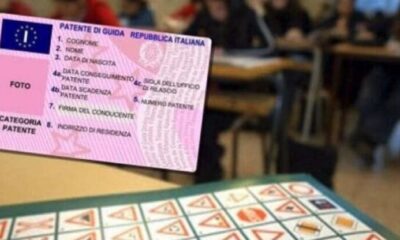 PATENTE DI GUIDA REPUBBLICA ITALIANA
I
1. COGNOME
2. NOME
3. DATA DI NASCITA
4a. DATA CONSEGUIMENTO PATENTE
4c. SIGLA DELL'UFFICIO DI RILASCIO
4b. DATA SCADENZA PATENTE
5. NUMERO PATENTE
FOTO
7. FIRMA DEL CONDUCENTE
8. INDIRIZZO DI RESIDENZA
CATEGORIA
PATENTE